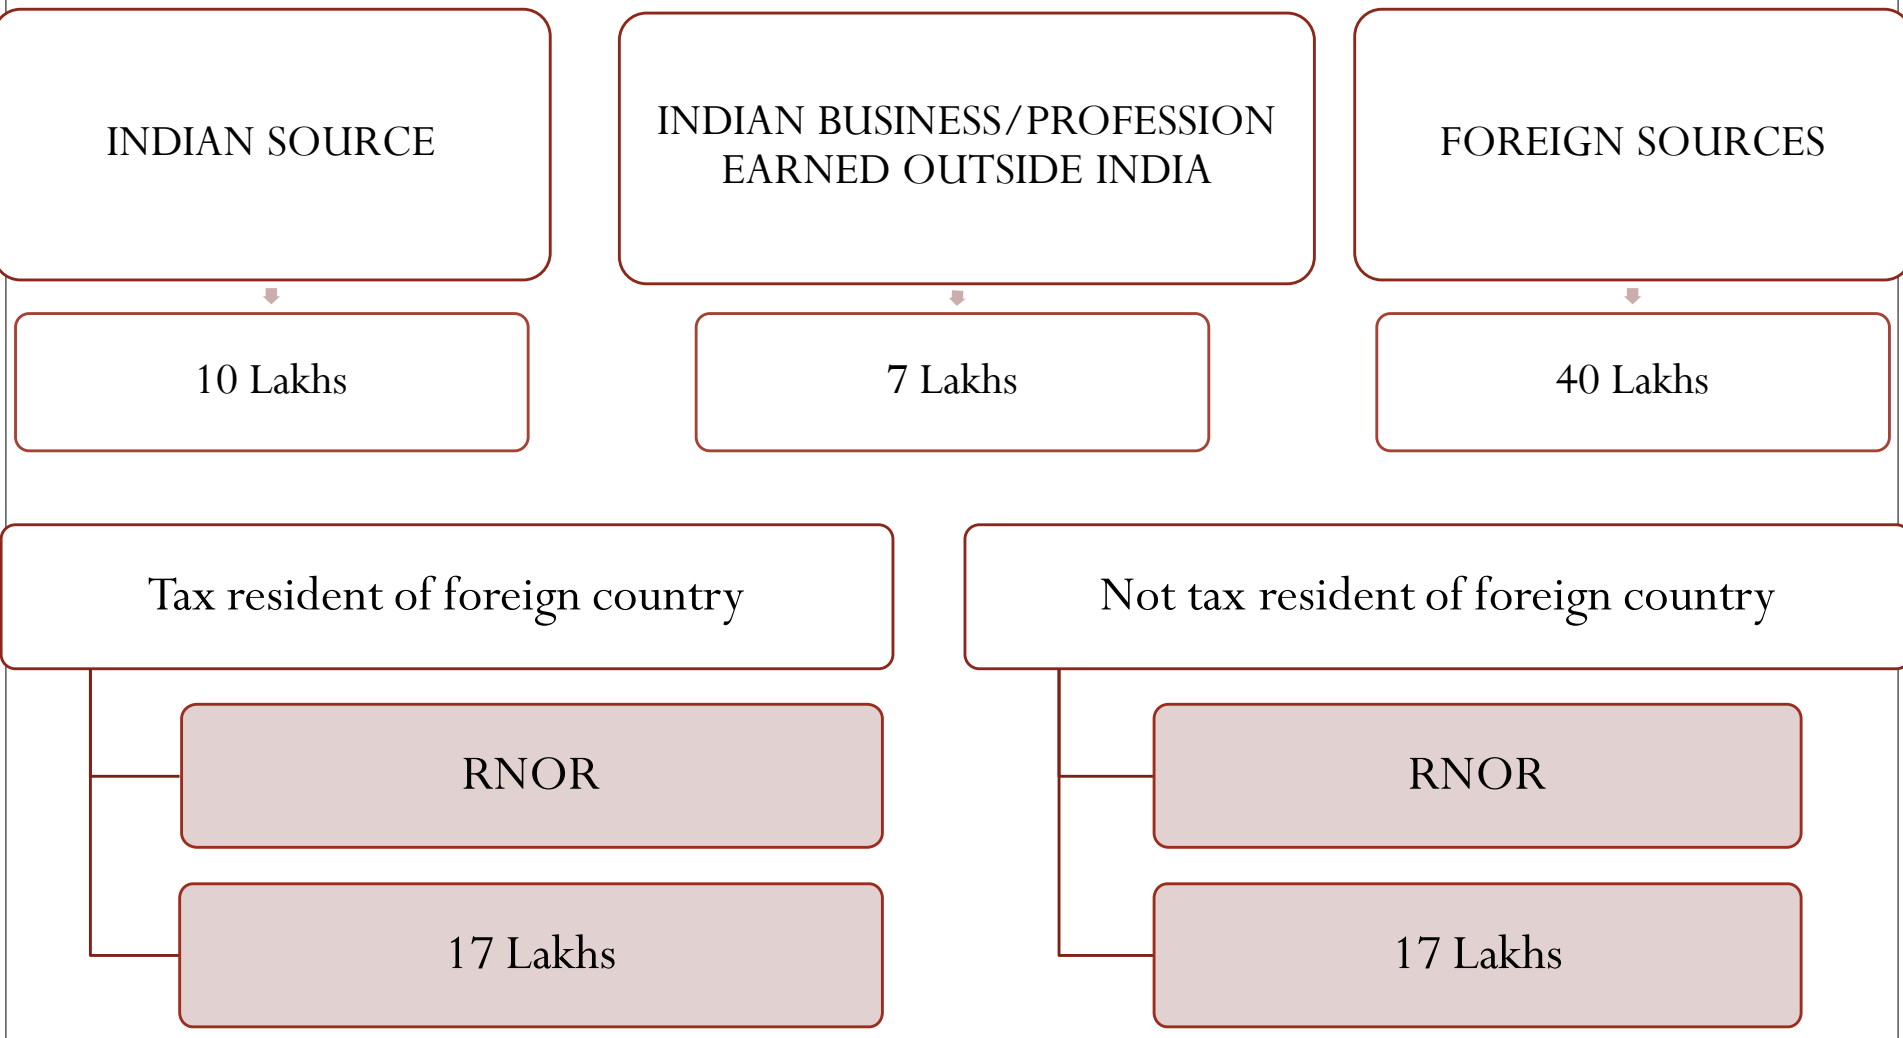 INDIAN SOURCE
INDIAN BUSINESS/PROFESSION
EARNED OUTSIDE INDIA
FOREIGN SOURCES
10 Lakhs
7 Lakhs
40 Lakhs
Tax resident of foreign country
Not tax resident of foreign country
RNOR
RNOR
17 Lakhs
17 Lakhs